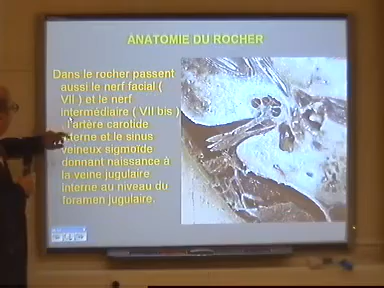 ANATOMIE DU ROCHER
Dans le rocher passent
aussi le nerf facial (
VII ) et le nerf
intermédiaire ( VII bis )
, l'artère carotide
interne et le sinus
veineux sigmoïde
donnant naissance à
la veine jugulaire
interne au niveau du
foramen jugulaire.